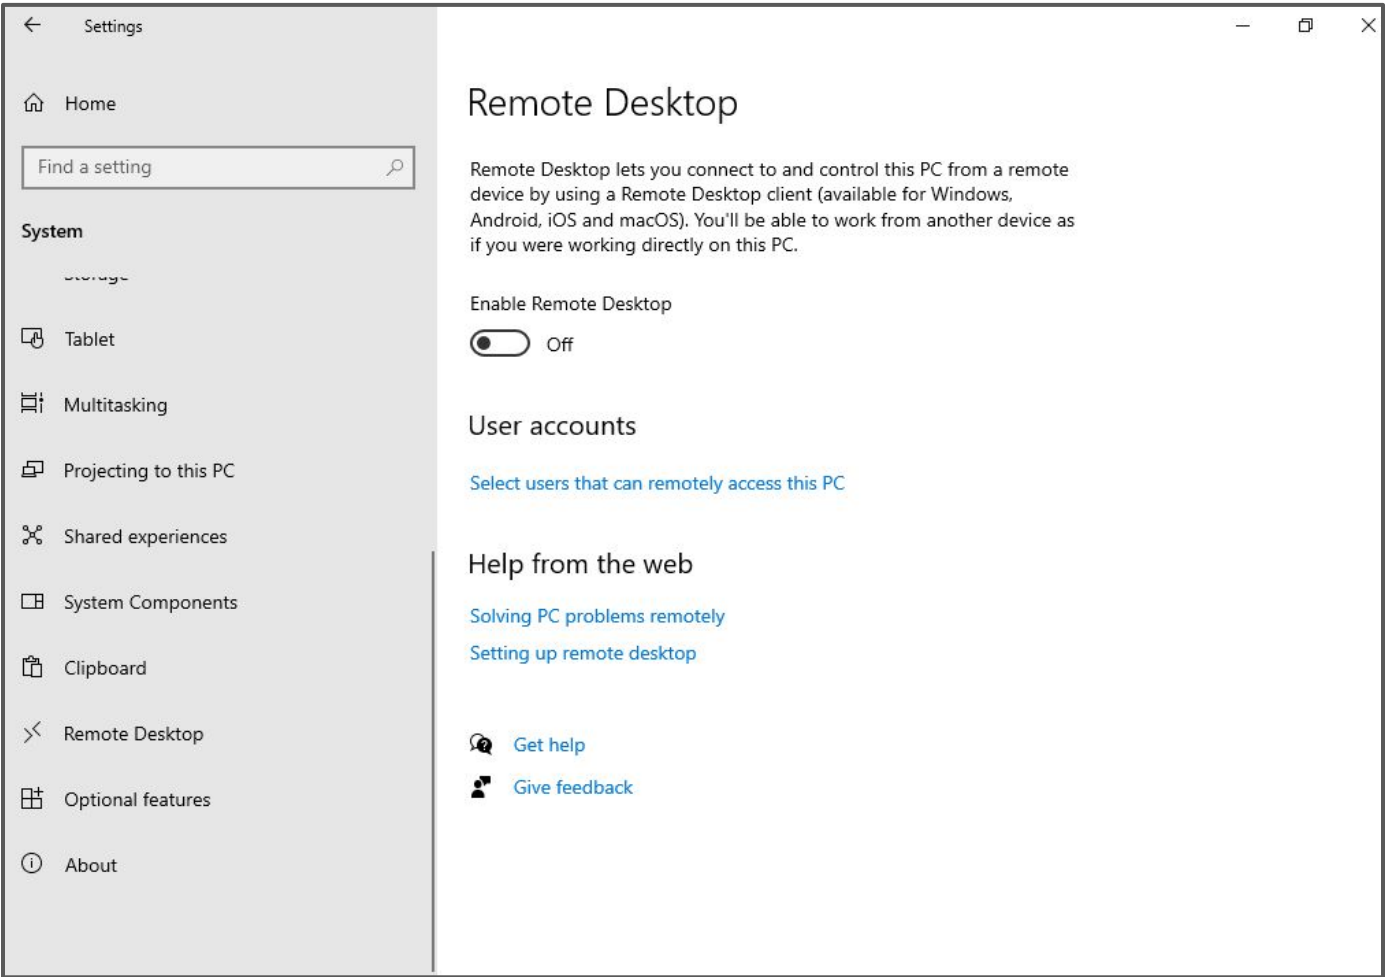 Settings
Home
Find a setting
System
Storage
Tablet
Multitasking
Projecting to this PC
Shared experiences
System Components
Clipboard
Remote Desktop
Optional features
About
Remote Desktop
Remote Desktop lets you connect to and control this PC from a remote
device by using a Remote Desktop client (available for Windows,
Android, iOS and macOS). You'll be able to work from another device as
if you were working directly on this PC.
Enable Remote Desktop
Off
User accounts
Select users that can remotely access this PC
Help from the web
Solving PC problems remotely
Setting up remote desktop
Get help
Give feedback